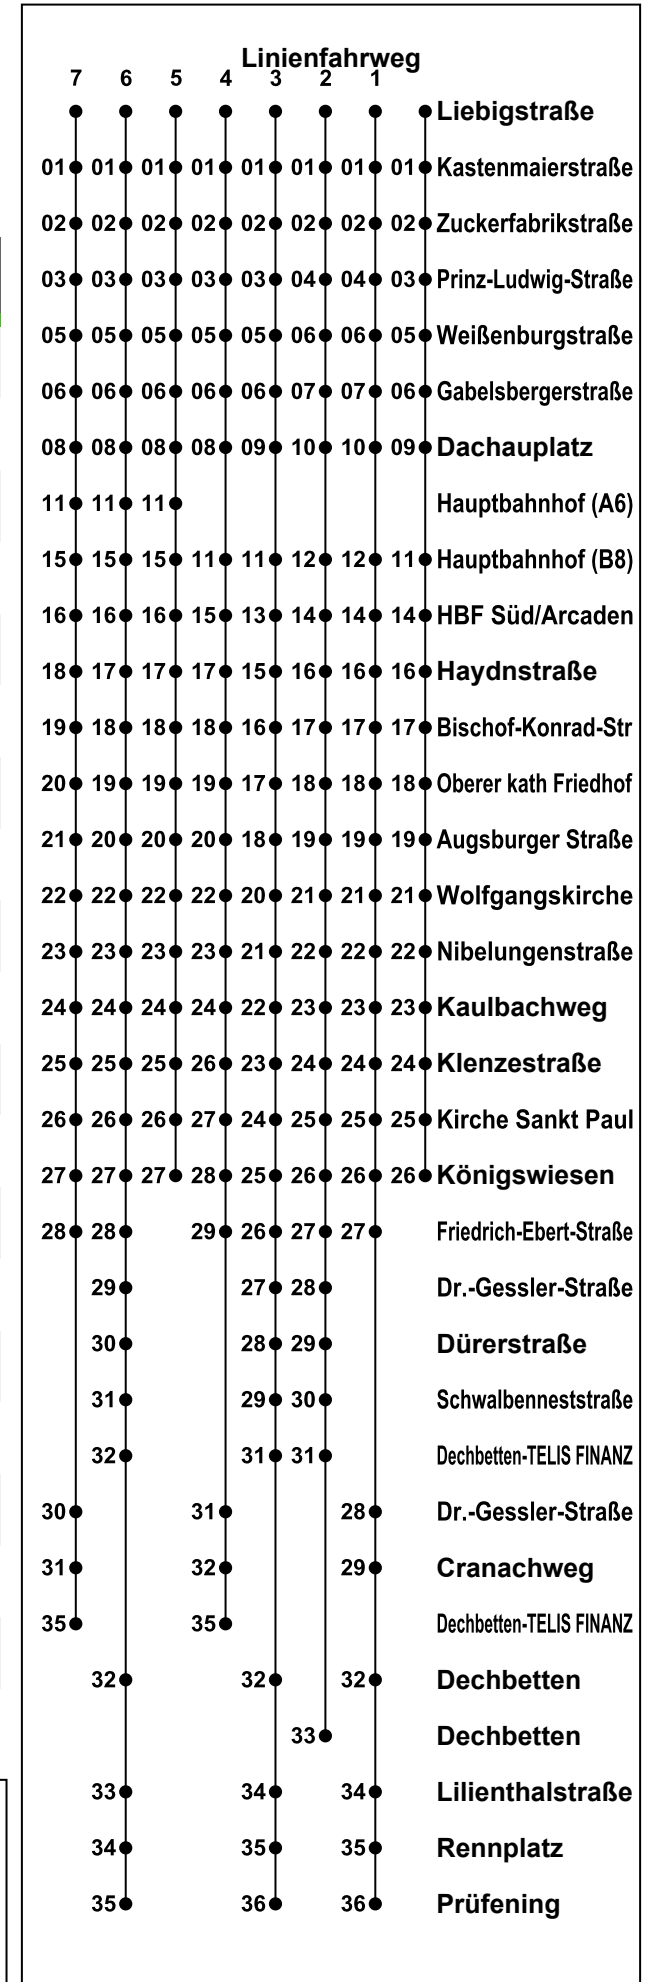 Linienfahrweg
7 6 5 4 3 2 1
Liebigstraße
01 01 01 01 01 01 01 01 Kastenmaierstraße
02 02 02 02 02 02 02 02 Zuckerfabrikstraße
03 03 03 03 03 04 04 03 Prinz-Ludwig-Straße
05 05 05 05 05 06 06 05 Weißenburgstraße
06 06 06 06 06 07 07 06 Gabelsbergerstraße
08 08 08 08 09 10 10 09 Dachauplatz
11 11 11 Hauptbahnhof (A6)
15 15 15 11 11 12 12 11 Hauptbahnhof (B8)
16 16 16 15 13 14 14 14 HBF Süd/Arcaden
18 17 17 17 15 16 16 16 Haydnstraße
19 18 18 18 16 17 17 17 Bischof-Konrad-Str
20 19 19 19 17 18 18 18 Oberer kath Friedhof
21 20 20 20 18 19 19 19 Augsburger Straße
22 22 22 22 20 21 21 21 Wolfgangskirche
23 23 23 23 21 22 22 22 Nibelungenstraße
24 24 24 24 22 23 23 23 Kaulbachweg
25 25 25 26 23 24 24 24 Klenzestraße
26 26 26 27 24 25 25 25 Kirche Sankt Paul
27 27 27 28 25 26 26 26 Königswiesen
28 28 29 26 27 27 Friedrich-Ebert-Straße
29 27 28 Dr.-Gessler-Straße
30 28 29 Dürerstraße
31 29 30 Schwalbenneststraße
32 31 31 Dechbetten-TELIS FINANZ
30 31 28 Dr.-Gessler-Straße
31 32 29 Cranachweg
35 35 Dechbetten-TELIS FINANZ
32 32 32 Dechbetten
33 Dechbetten
33 34 34 Lilienthalstraße
34 35 35 Rennplatz
35 36 36 Prüfening